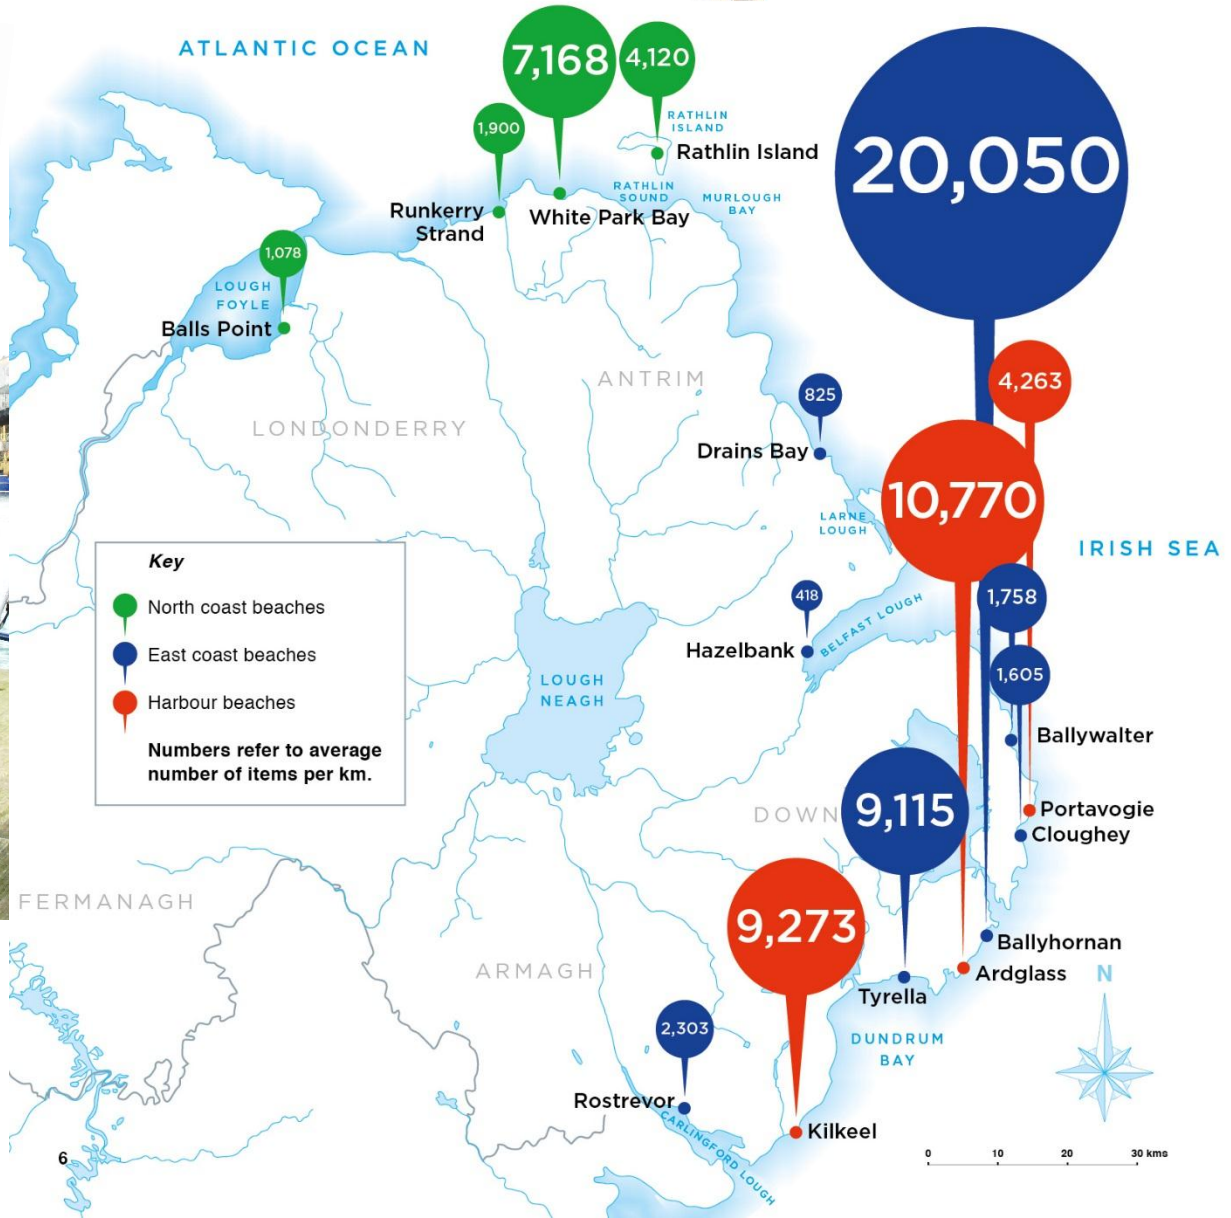 ATLANTIC OCEAN
7,168
4,120
1,900
RATHLIN
ISLAND
Rathlin Island
20,050
RATHLIN
SOUND
MURLOUGH
BAY
Runkerry
Strand
White Park Bay
1,078
LOUGH
FOYLE
Balls Point
ANTRIM
4,263
825
LONDONDERRY
Drains Bay
10,770
LARNE
LOUGH
IRISH SEA
Key
North coast beaches
East coast beaches
Harbour beaches
Numbers refer to average
number of items per km.
418
1,758
BELFAST LOUGH
Hazelbank
LOUGH
NEAGH
1,605
Ballywalter
DOWN
9,115
Portavogie
Cloughey
FERMANAGH
9,273
Ballyhornan
ARMAGH
Ardglass
N
Tyrella
2,303
DUNDRUM
BAY
Rostrevor
CARLINGFORD LOUGH
Kilkeel
6
0 10 20 30 kms